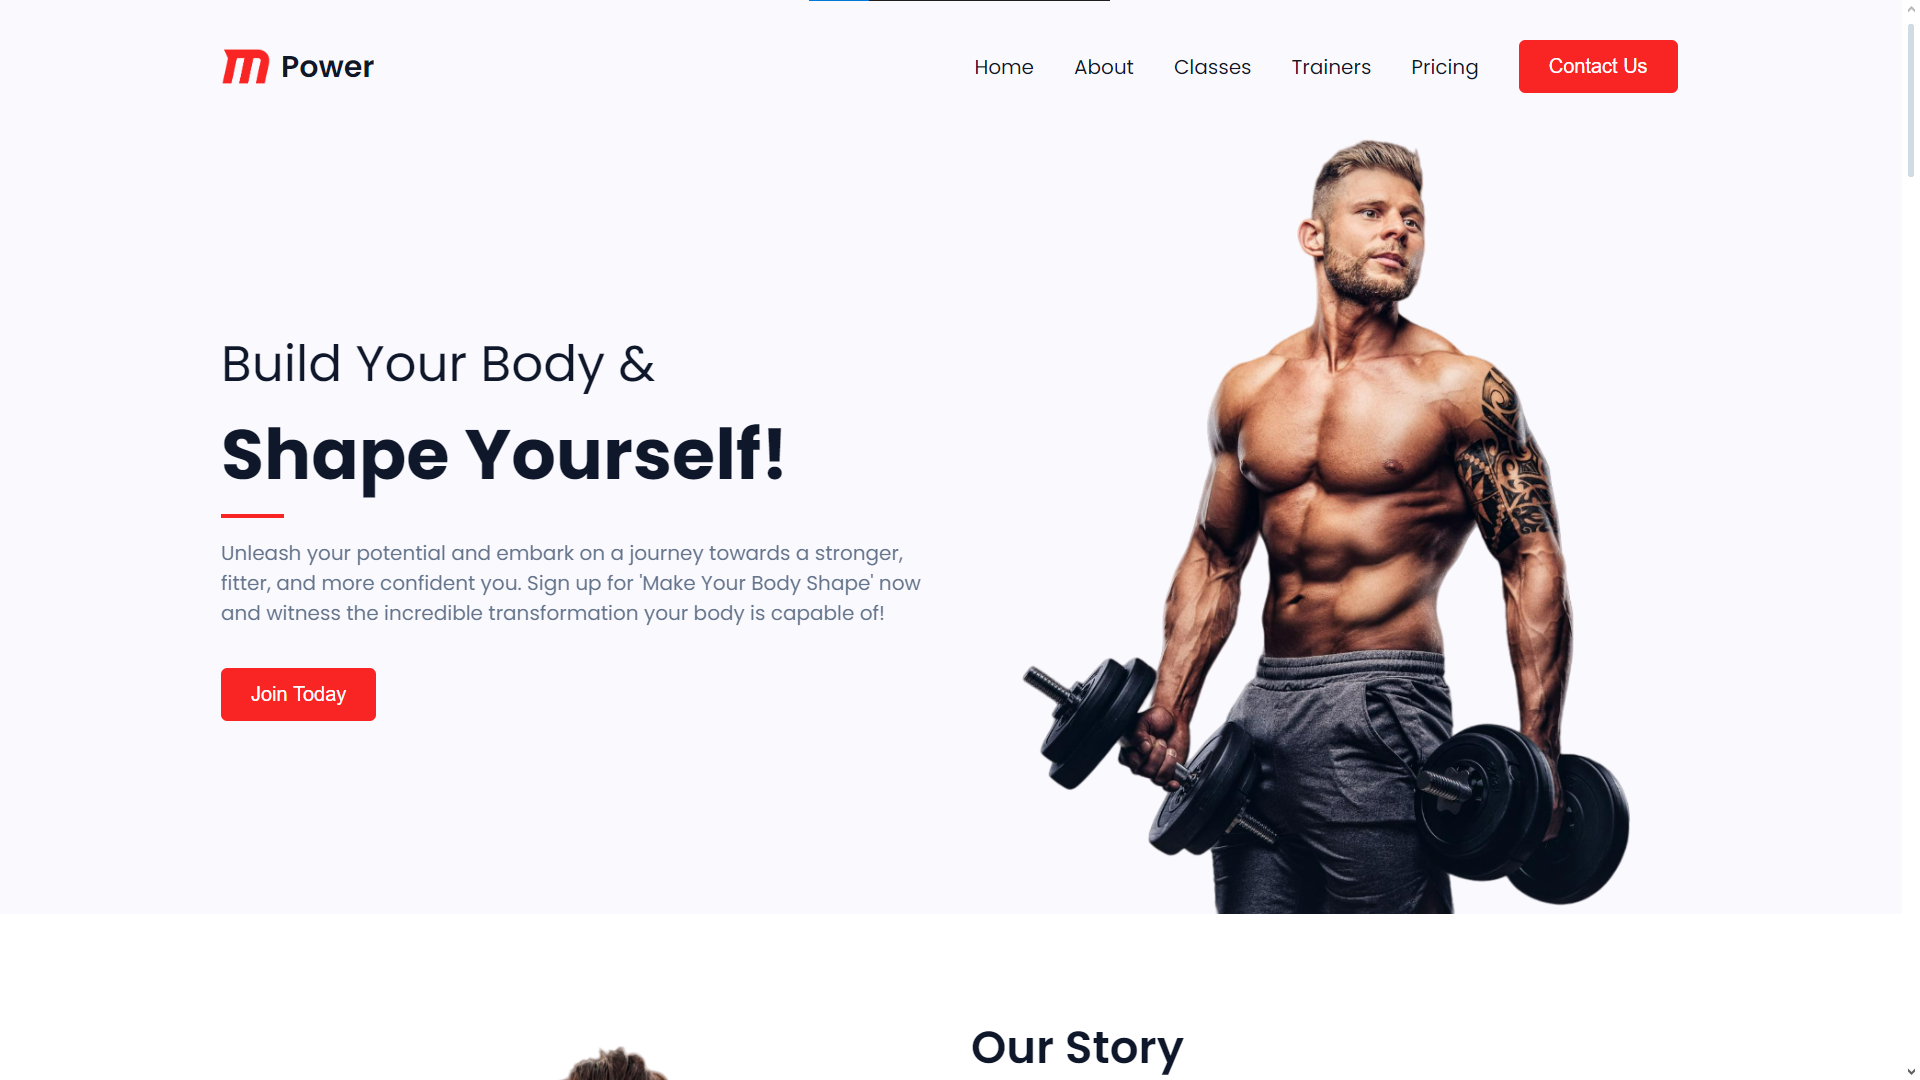 m Power
Home
About
Classes
Trainers
Pricing
Contact Us
Build Your Body &
Shape Yourself!
Unleash your potential and embark on a journey towards a stronger,
fitter, and more confident you. Sign up for 'Make Your Body Shape' now
and witness the incredible transformation your body is capable of!
Join Today
Our Story